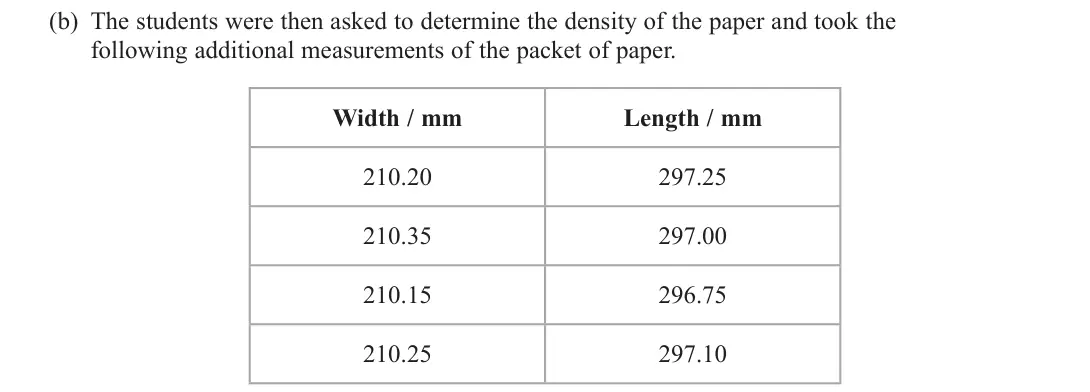 (b) The students were then asked to determine the density of the paper and took the
following additional measurements of the packet of paper.
Width / mm Length / mm
210.20 297.25
210.35 297.00
210.15 296.75
210.25 297.10